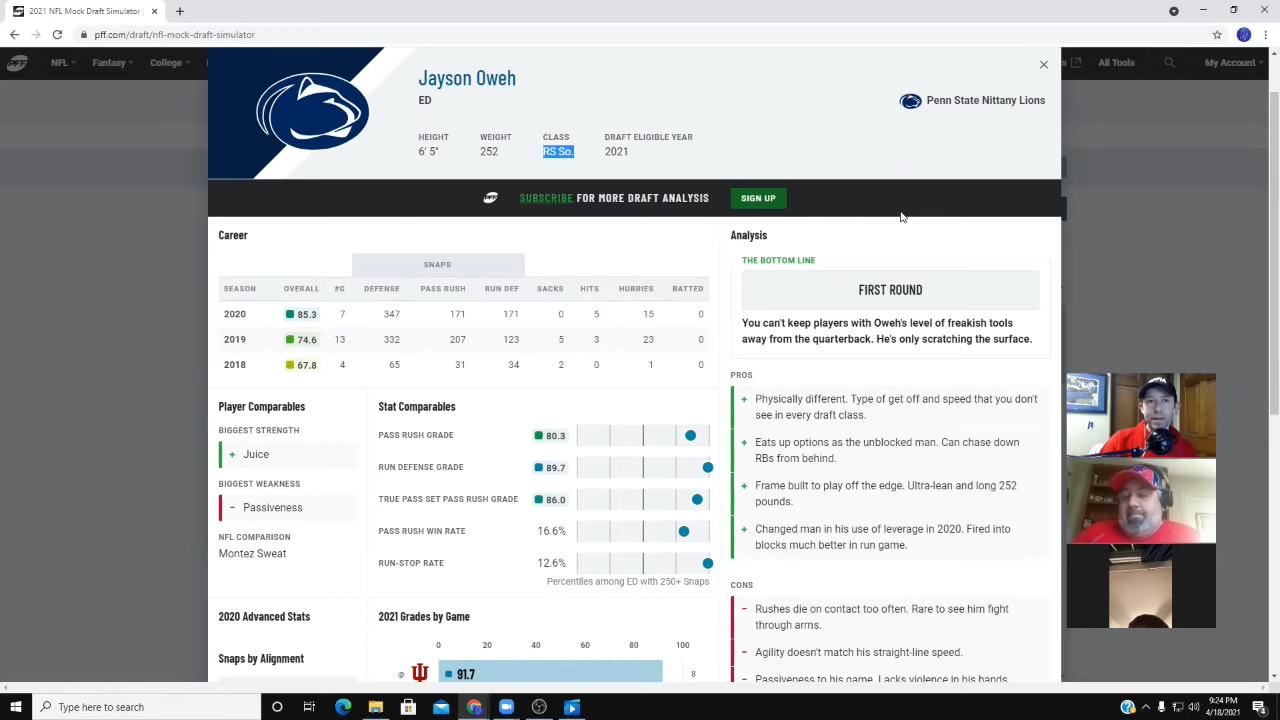 2021 NFL Mock Draft Simulator
pff.com/draft/nfl-mock-draft-simulator
PFF NFL Fantasy College All Tools My Account
Jayson Oweh
ED
Penn State Nittany Lions
HEIGHT WEIGHT CLASS DRAFT ELIGIBLE YEAR
6' 5" 252 RS So. 2021
PFF SUBSCRIBE FOR MORE DRAFT ANALYSIS SIGN UP
Career
SNAPS
SEASON OVERALL #G DEFENSE PASS RUSH RUN DEF SACKS HITS HURRIES BATTED
2020 85.3 7 347 171 171 0 5 15 0
2019 74.6 13 332 207 123 5 3 23 0
2018 67.8 4 65 31 34 2 0 1 0
Player Comparables
BIGGEST STRENGTH
+ Juice
BIGGEST WEAKNESS
- Passiveness
NFL COMPARISON
Montez Sweat
Stat Comparables
PASS RUSH GRADE 80.3
RUN DEFENSE GRADE 89.7
TRUE PASS SET PASS RUSH GRADE 86.0
PASS RUSH WIN RATE 16.6%
RUN-STOP RATE 12.6%
Percentiles among ED with 250+ Snaps
2020 Advanced Stats
Snaps by Alignment
2021 Grades by Game
0 20 40 60 80 100
@ 91.7 8
Analysis
THE BOTTOM LINE
FIRST ROUND
You can't keep players with Oweh's level of freakish tools
away from the quarterback. He's only scratching the surface.
PROS
+ Physically different. Type of get off and speed that you don't
see in every draft class.
+ Eats up options as the unblocked man. Can chase down
RBs from behind.
+ Frame built to play off the edge. Ultra-lean and long 252
pounds.
+ Changed man in his use of leverage in 2020. Fired into
blocks much better in run game.
CONS
- Rushes die on contact too often. Rare to see him fight
through arms.
- Agility doesn't match his straight-line speed.
- Passiveness to his game. Lacks violence in his hands.
Type here to search
9:24 PM
4/18/2021